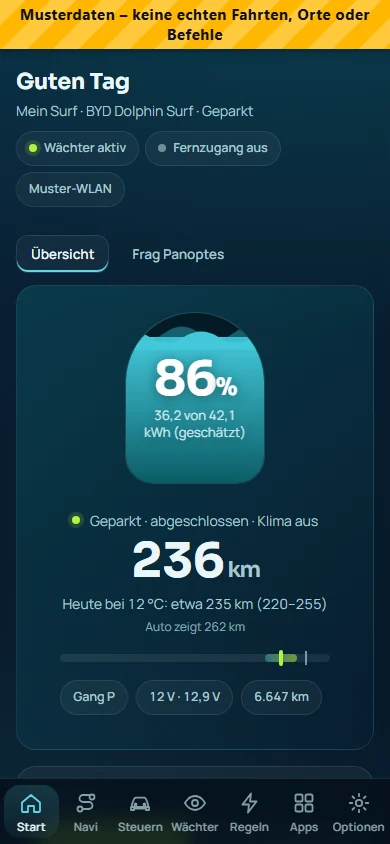 Musterdaten – keine echten Fahrten, Orte oder
Befehle
Guten Tag
Mein Surf · BYD Dolphin Surf · Geparkt
Wächter aktiv
Fernzugang aus
Muster-WLAN
Übersicht
Frag Panoptes
86%
36,2 von 42,1
kWh (geschätzt)
Geparkt · abgeschlossen · Klima aus
236 km
Heute bei 12 °C: etwa 235 km (220–255)
Auto zeigt 262 km
Gang P
12 V · 12,9 V
6.647 km
Start
Navi
Steuern
Wächter
Regeln
Apps
Optionen